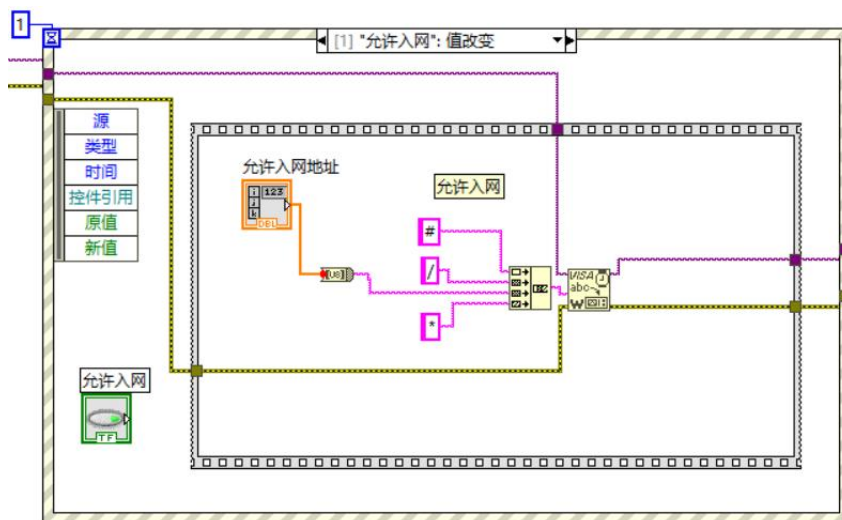 1
[1] "允许入网": 值改变
源
类型
时间
控件引用
原值
新值
允许入网地址
允许入网
i
j
k
123
DBL
#
[U8]
/
*
VISA
abc
W
允许入网
TF